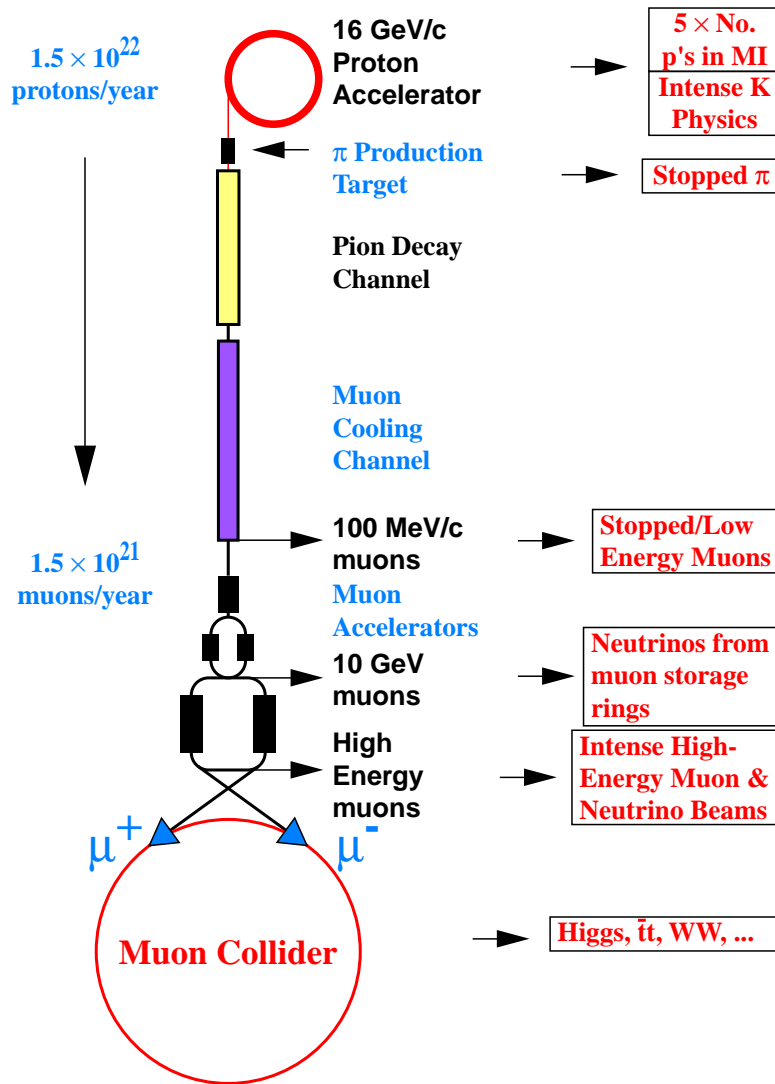 16 GeV/c
Proton
Accelerator
5 × No.
p's in MI
Intense K
Physics
1.5 × 10²²
protons/year
π Production
Target
Stopped π
Pion Decay
Channel
Muon
Cooling
Channel
100 MeV/c
muons
Stopped/Low
Energy Muons
1.5 × 10²¹
muons/year
Muon
Accelerators
10 GeV
muons
Neutrinos from
muon storage
rings
High
Energy
muons
Intense High-
Energy Muon &
Neutrino Beams
μ⁺
μ⁻
Muon Collider
Higgs, t̄t, WW, ...